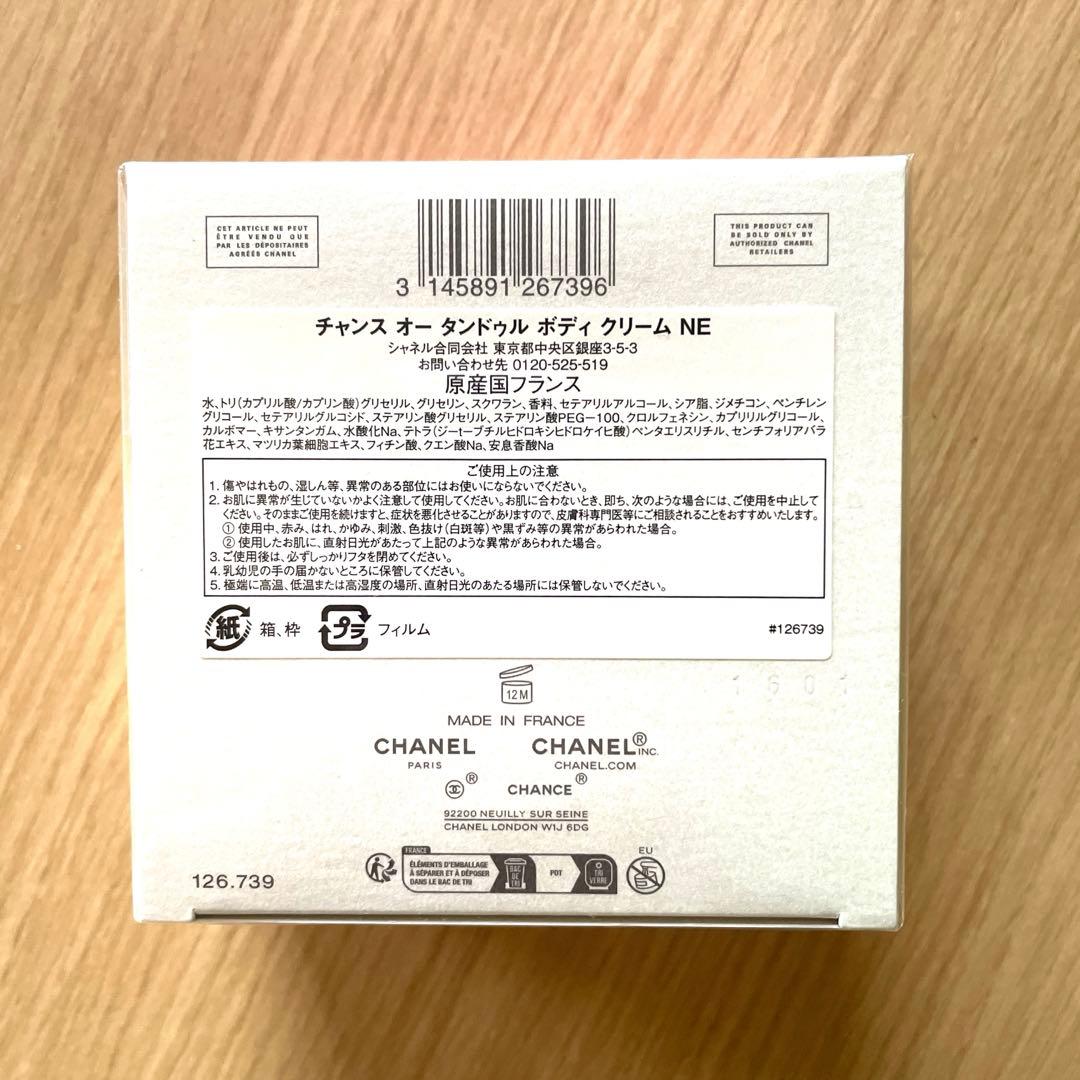 CET ARTICLE NE PEUT
ÊTRE VENDU QUE
PAR LES DÉPOSITAIRES
AGRÉÉS CHANEL
3 145891 267396
THIS PRODUCT CAN
BE SOLD ONLY BY
AUTHORIZED CHANEL
RETAILERS
チャンス オー タンドゥル ボディ クリーム NE
シャネル合同会社 東京都中央区銀座3-5-3
お問い合わせ先 0120-525-519
原産国フランス
水、トリ(カプリル酸/カプリン酸)グリセリル、グリセリン、スクワラン、香料、セテアリルアルコール、シア脂、ジメチコン、ペンチレン
グリコール、セテアリルグルコシド、ステアリン酸グリセリル、ステアリン酸PEG-100、クロルフェネシン、カプリリルグリコール、
カルボマー、キサンタンガム、水酸化Na、テトラ(ジ-t-ブチルヒドロキシヒドロケイヒ酸)ペンタエリスリチル、センチフォリアバラ
花エキス、マツリカ葉細胞エキス、フィチン酸、クエン酸Na、安息香酸Na
ご使用上の注意
1. 傷やはれもの、湿しん等、異常のある部位にはお使いにならないでください。
2. お肌に異常が生じていないかよく注意して使用してください。お肌に合わないとき、即ち、次のような場合には、ご使用を中止して
ください。そのままご使用を続けますと、症状を悪化させることがありますので、皮膚科専門医等にご相談されることをおすすめいたします。
① 使用中、赤み、はれ、かゆみ、刺激、色抜け(白斑等)や黒ずみ等の異常があらわれた場合。
② 使用したお肌に、直射日光があたって上記のような異常があらわれた場合。
3. ご使用後は、必ずしっかりフタを閉めてください。
4. 乳幼児の手の届かないところに保管してください。
5. 極端に高温、低温または高湿度の場所、直射日光のあたる場所には保管しないでください。
紙 箱、枠 プラ フィルム #126739
12M
1601
MADE IN FRANCE
CHANEL CHANEL® INC.
PARIS CHANEL.COM
® CHANCE®
92200 NEUILLY SUR SEINE
CHANEL LONDON W1J 6DG
FRANCE
ÉLÉMENTS D'EMBALLAGE
À SÉPARER ET À DÉPOSER
DANS LE BAC DE TRI
BAC
DE
TRI
POT
TRI
VERRE
EU
126.739